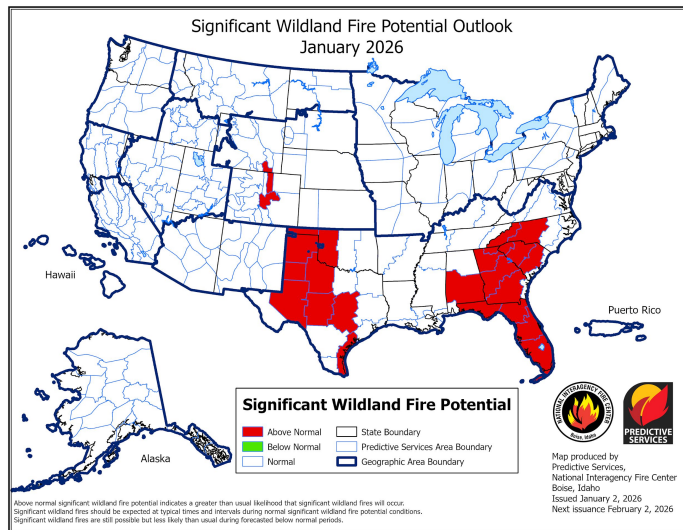 Significant Wildland Fire Potential Outlook
January 2026
Hawaii
Puerto Rico
Alaska
Significant Wildland Fire Potential
Above Normal
State Boundary
Below Normal
Predictive Services Area Boundary
Normal
Geographic Area Boundary
NATIONAL INTERAGENCY FIRE CENTER
Boise, Idaho
PREDICTIVE
SERVICES
Map produced by
Predictive Services,
National Interagency Fire Center
Boise, Idaho
Issued January 2, 2026
Next issuance February 2, 2026
Above normal significant wildland fire potential indicates a greater than usual likelihood that significant wildland fires will occur.
Significant wildland fires should be expected at typical times and intervals during normal significant wildland fire potential conditions.
Significant wildland fires are still possible but less likely than usual during forecasted below normal periods.